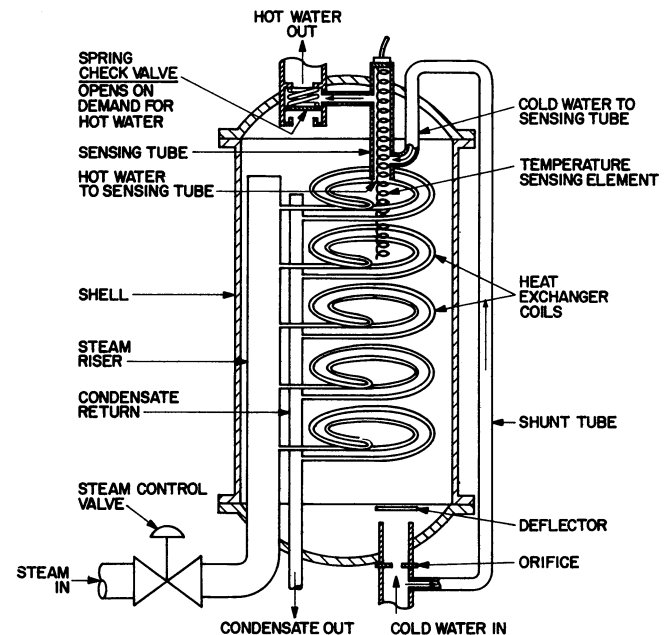 HOT WATER
OUT
SPRING
CHECK VALVE
OPENS ON
DEMAND FOR
HOT WATER
COLD WATER TO
SENSING TUBE
SENSING TUBE
HOT WATER
TO SENSING TUBE
TEMPERATURE
SENSING ELEMENT
SHELL
HEAT
EXCHANGER
COILS
STEAM
RISER
CONDENSATE
RETURN
SHUNT TUBE
STEAM CONTROL
VALVE
DEFLECTOR
ORIFICE
STEAM
IN
CONDENSATE OUT
COLD WATER IN